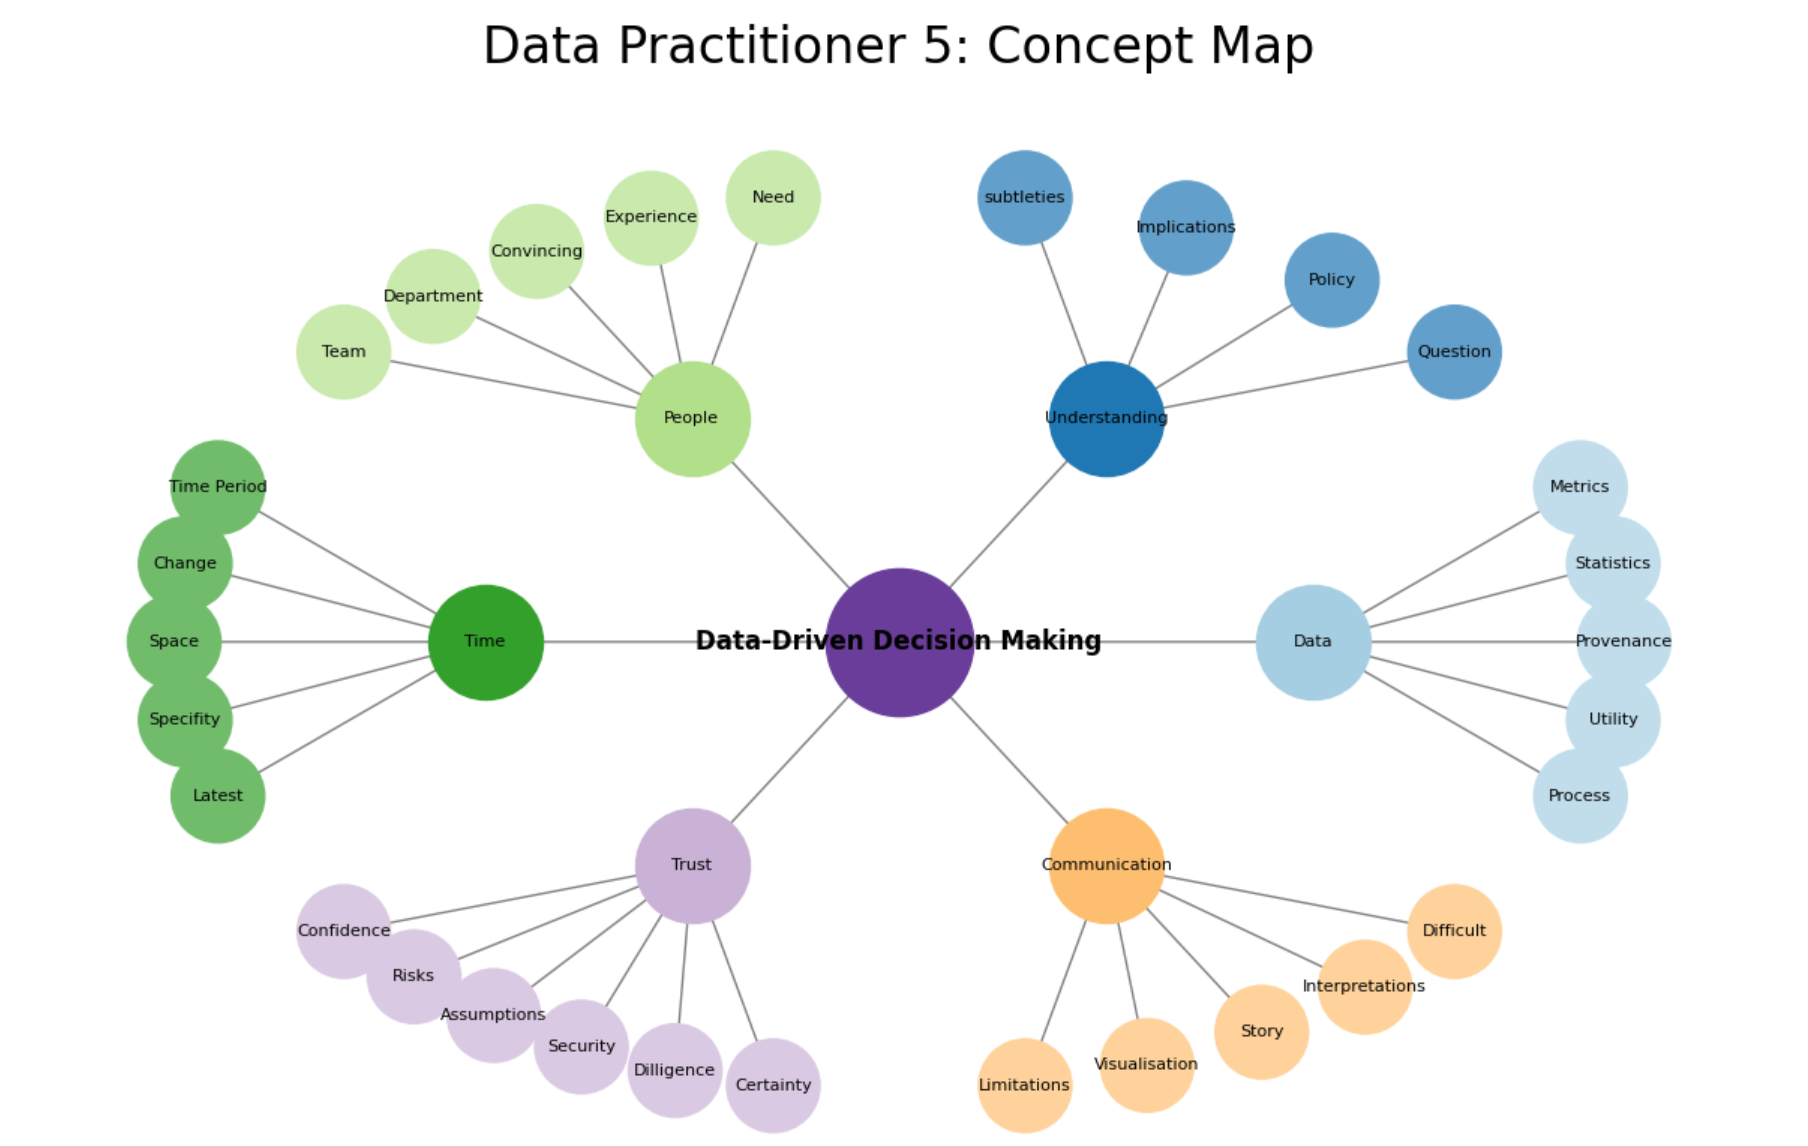 Data Practitioner 5: Concept Map
Need
subtleties
Experience
Implications
Convincing
Policy
Department
Team
Question
People
Understanding
Time Period
Metrics
Change
Statistics
Space
Time
Data-Driven Decision Making
Data
Provenance
Specifity
Utility
Latest
Process
Trust
Communication
Confidence
Difficult
Risks
Interpretations
Assumptions
Story
Security
Visualisation
Dilligence
Certainty
Limitations